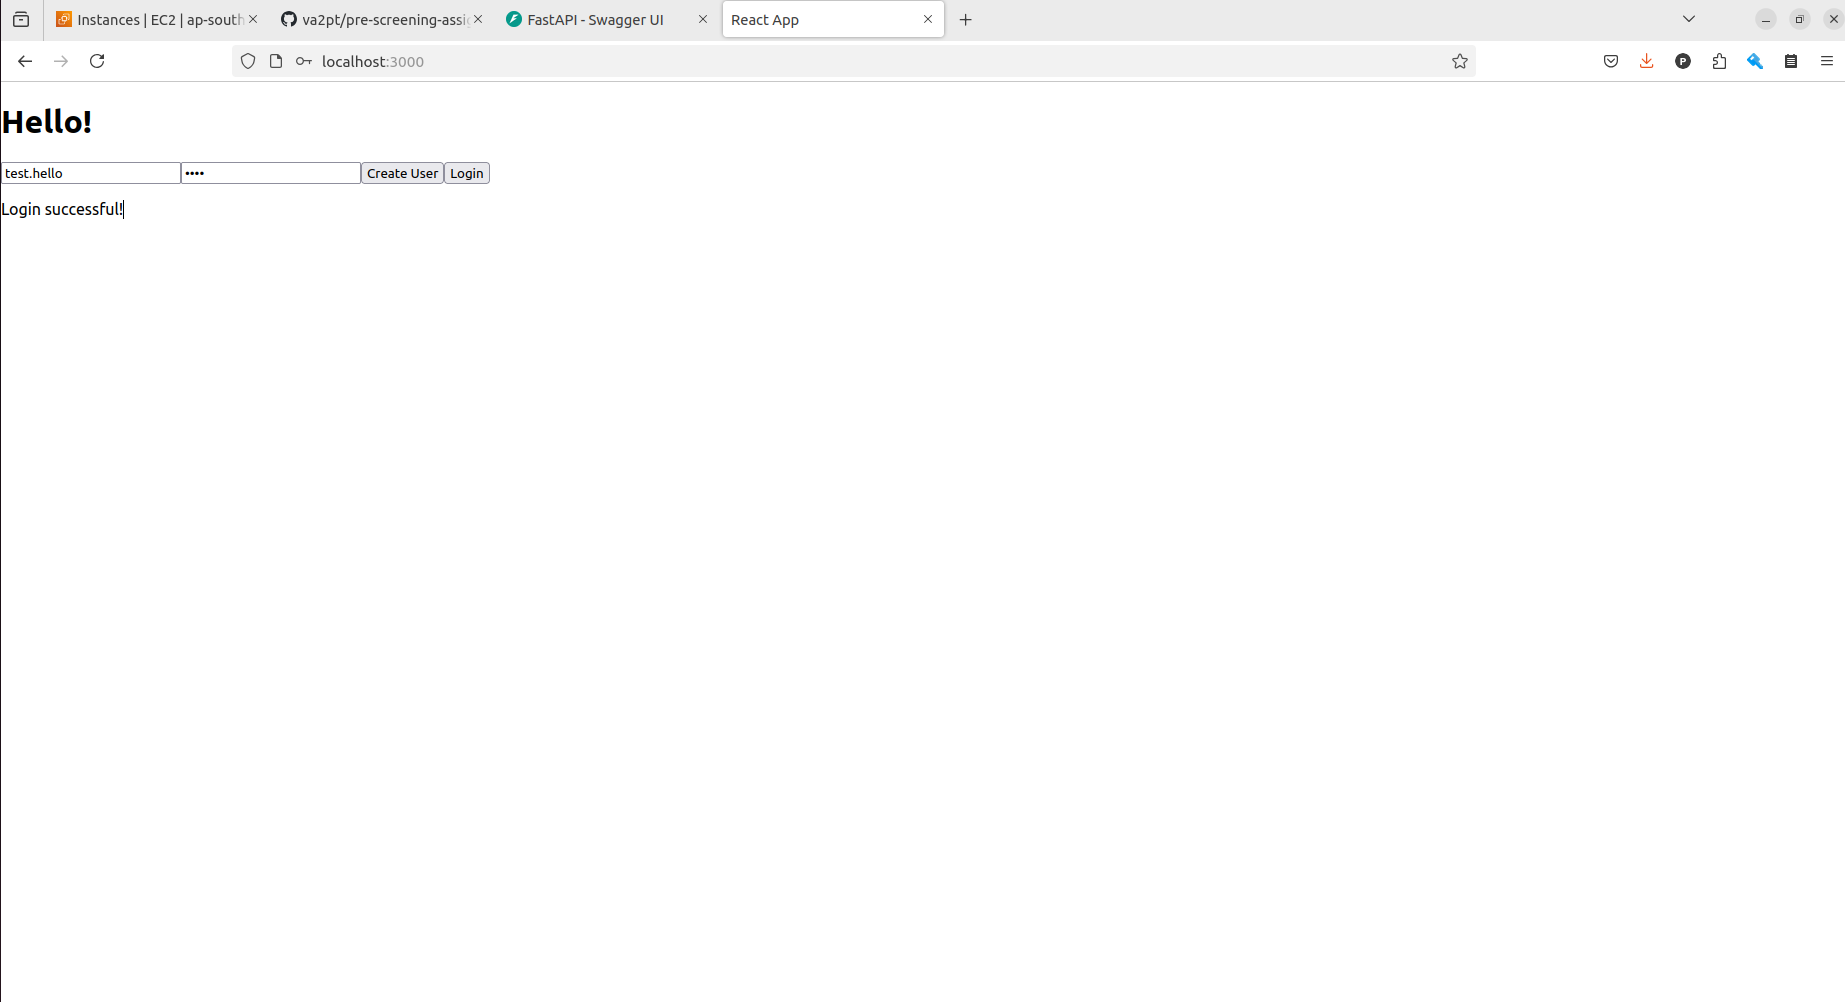 Instances | EC2 | ap-south
va2pt/pre-screening-assig
FastAPI - Swagger UI
React App
localhost:3000
P
Hello!
test.hello
••••
Create User
Login
Login successful!